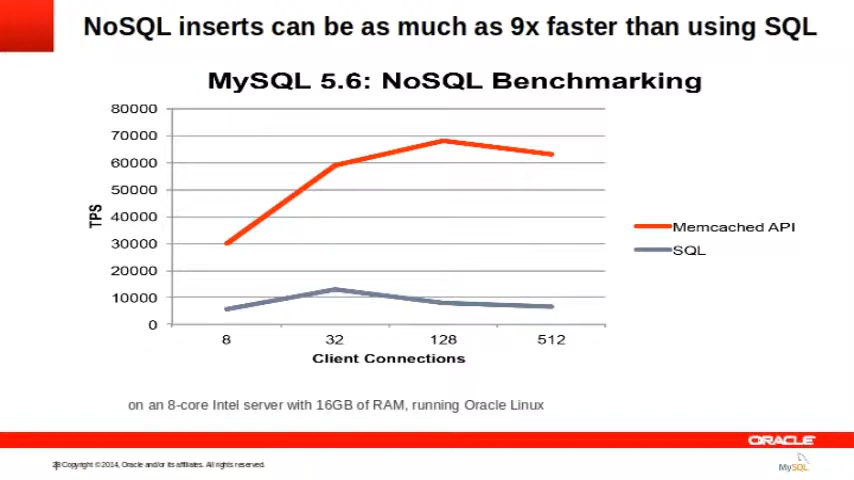 NoSQL inserts can be as much as 9x faster than using SQL
MySQL 5.6: NoSQL Benchmarking
80000
70000
60000
50000
40000
30000
20000
10000
0
TPS
8 32 128 512
Client Connections
Memcached API
SQL
on an 8-core Intel server with 16GB of RAM, running Oracle Linux
ORACLE
Copyright © 2014, Oracle and/or its affiliates. All rights reserved.
MySQL